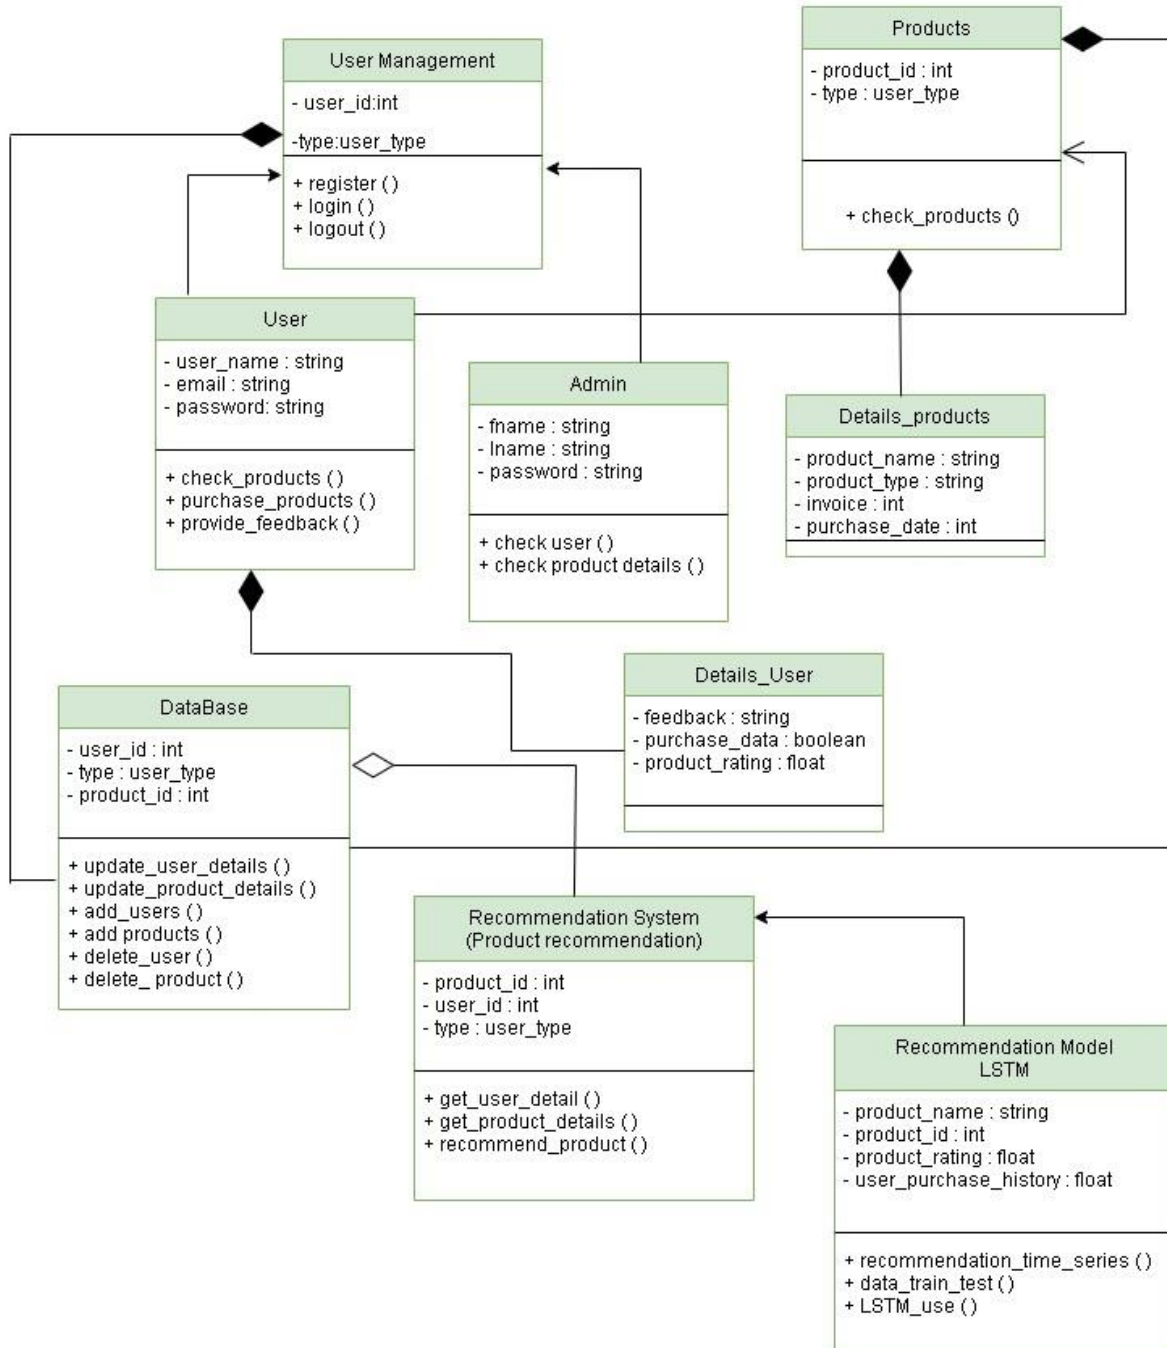 User Management
- user_id:int
-type:user_type
+ register ()
+ login ()
+ logout ()
Products
- product_id : int
- type : user_type
+ check_products ()
User
- user_name : string
- email : string
- password: string
+ check_products ()
+ purchase_products ()
+ provide_feedback ()
Admin
- fname : string
- lname : string
- password : string
+ check user ()
+ check product details ()
Details_products
- product_name : string
- product_type : string
- invoice : int
- purchase_date : int
Details_User
- feedback : string
- purchase_data : boolean
- product_rating : float
DataBase
- user_id : int
- type : user_type
- product_id : int
+ update_user_details ()
+ update_product_details ()
+ add_users ()
+ add products ()
+ delete_user ()
+ delete_ product ()
Recommendation System
(Product recommendation)
- product_id : int
- user_id : int
- type : user_type
+ get_user_detail ()
+ get_product_details ()
+ recommend_product ()
Recommendation Model
LSTM
- product_name : string
- product_id : int
- product_rating : float
- user_purchase_history : float
+ recommendation_time_series ()
+ data_train_test ()
+ LSTM_use ()